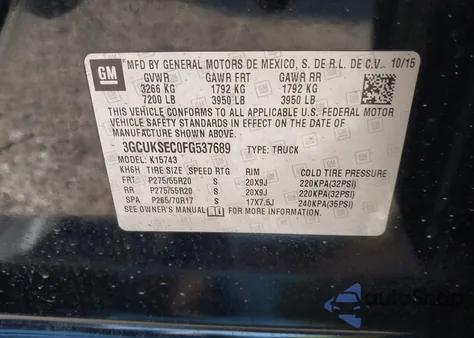 GM
MFD BY GENERAL MOTORS DE MEXICO, S. DE R.L. DE C.V. 10/15
GVWR GAWR FRT GAWR RR
3266 KG 1792 KG 1792 KG
7200 LB 3950 LB 3950 LB
THIS VEHICLE CONFORMS TO ALL APPLICABLE U.S. FEDERAL MOTOR
VEHICLE SAFETY STANDARDS IN EFFECT ON THE DATE OF
MANUFACTURE SHOWN ABOVE.
3GCUKSEC0FG537689 TYPE: TRUCK
MODEL: K15743
KH6H TIRE SIZE SPEED RTG RIM COLD TIRE PRESSURE
FRT P275/55R20 S 20X9J 220KPA(32PSI)
RR P275/55R20 S 20X9J 220KPA(32PSI)
SPA P265/70R17 S 17X7.5J 240KPA(35PSI)
SEE OWNER'S MANUAL FOR MORE INFORMATION.
autoSnap